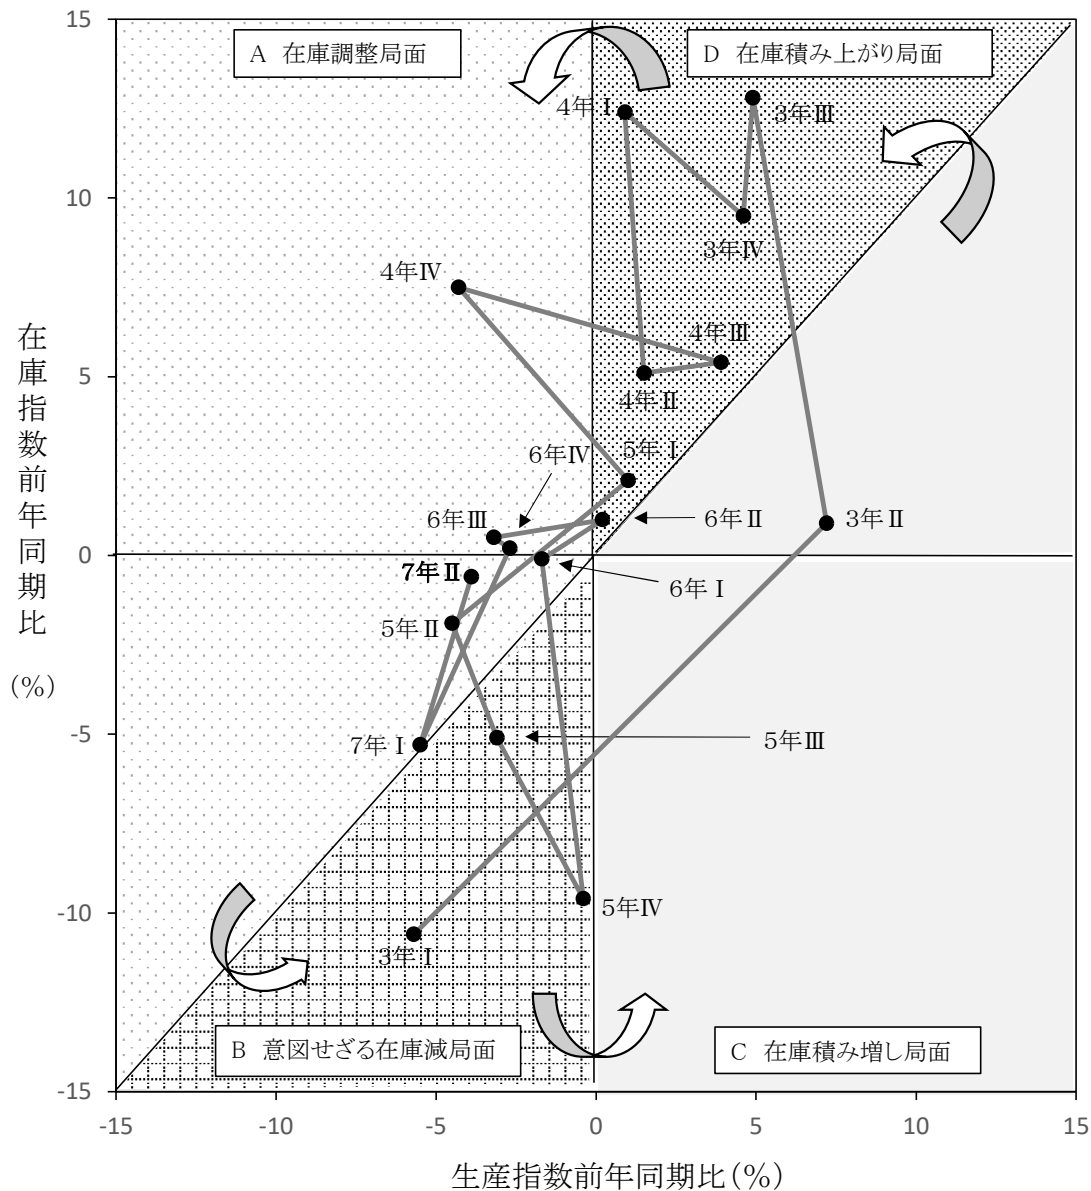 15
A 在庫調整局面
D 在庫積み上がり局面
4年Ⅰ
3年Ⅲ
10
3年Ⅳ
4年Ⅳ
4年Ⅲ
5
4年Ⅱ
5年Ⅰ
6年Ⅳ
6年Ⅲ
6年Ⅱ
3年Ⅱ
0
7年Ⅱ
6年Ⅰ
5年Ⅱ
-5
7年Ⅰ
5年Ⅲ
-10
5年Ⅳ
3年Ⅰ
B 意図せざる在庫減局面
C 在庫積み増し局面
-15
-15 -10 -5 0 5 10 15
在庫指数前年同期比
(%)
生産指数前年同期比(%)